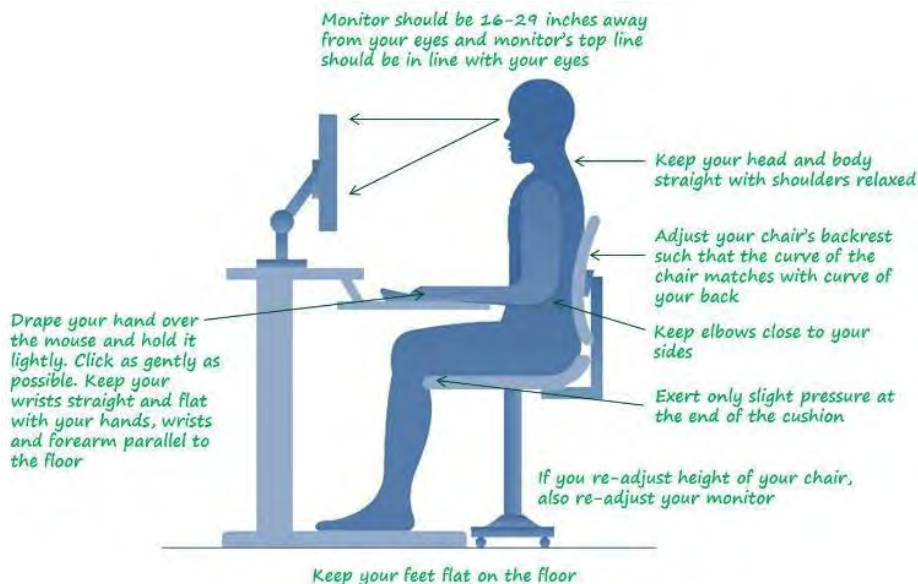 Monitor should be 16-29 inches away
from your eyes and monitor's top line
should be in line with your eyes
Keep your head and body
straight with shoulders relaxed
Adjust your chair's backrest
such that the curve of the
chair matches with curve of
your back
Drape your hand over
the mouse and hold it
lightly. Click as gently as
possible. Keep your
wrists straight and flat
with your hands, wrists
and forearm parallel to
the floor
Keep elbows close to your
sides
Exert only slight pressure at
the end of the cushion
If you re-adjust height of your chair,
also re-adjust your monitor
Keep your feet flat on the floor